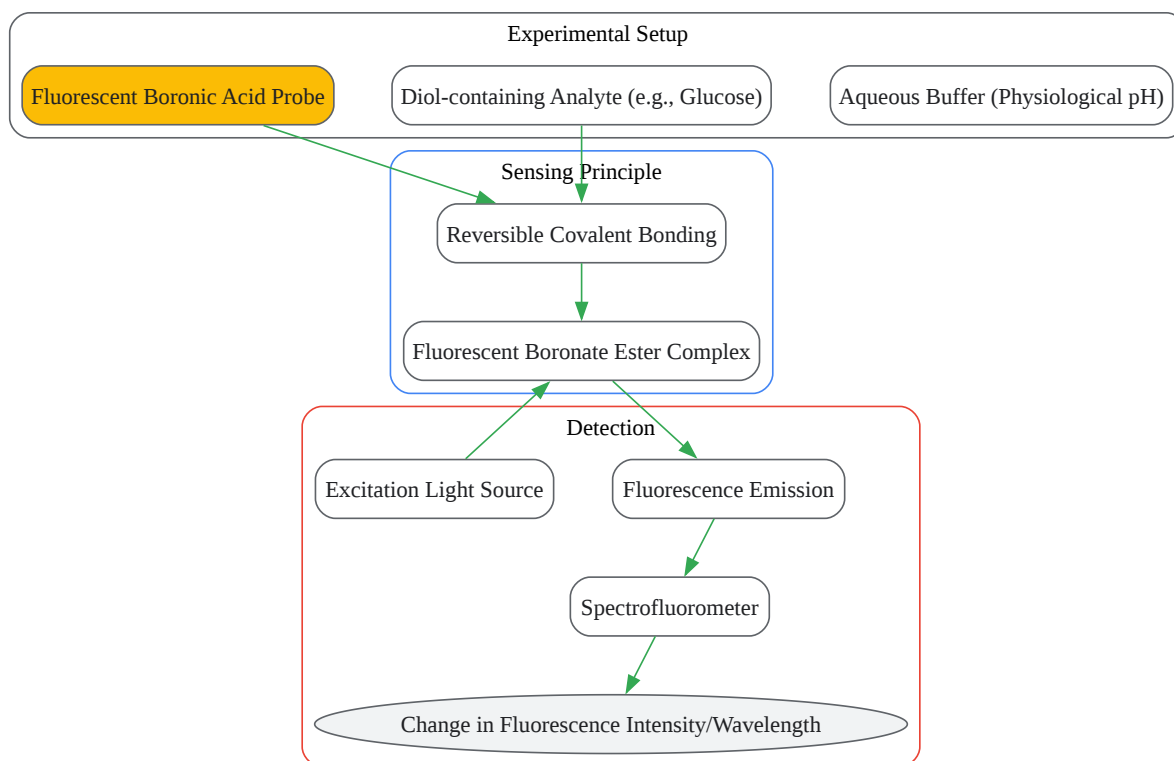 Experimental Setup
Fluorescent Boronic Acid Probe
Diol-containing Analyte (e.g., Glucose)
Aqueous Buffer (Physiological pH)
Sensing Principle
Reversible Covalent Bonding
Fluorescent Boronate Ester Complex
Detection
Excitation Light Source
Fluorescence Emission
Spectrofluorometer
Change in Fluorescence Intensity/Wavelength